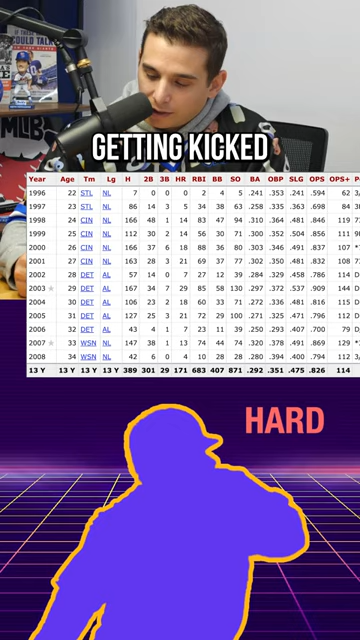 IF THESE
COULD TALK
MLB
GETTING KICKED
Year Age Tm Lg H 2B 3B HR RBI BB SO BA OBP SLG OPS OPS+
1996 22 STL NL 7 0 0 0 2 4 5 .241 .353 .241 .594 62
1997 23 STL NL 86 14 3 5 34 38 63 .258 .335 .363 .698 84
1998 24 CIN NL 166 48 1 14 83 47 94 .310 .364 .481 .846 119
1999 25 CIN NL 112 30 2 14 56 30 71 .300 .352 .504 .856 111
2000 26 CIN NL 166 37 6 18 88 36 80 .303 .346 .491 .837 107
2001 27 CIN NL 163 28 3 21 69 37 77 .302 .350 .481 .832 108
2002 28 DET AL 57 14 0 7 27 12 39 .284 .329 .458 .786 114
2003 29 DET AL 167 34 7 29 85 58 130 .297 .372 .537 .909 144
2004 30 DET AL 106 23 2 18 60 33 71 .272 .336 .481 .816 115
2005 31 DET AL 127 25 3 21 72 29 100 .271 .325 .471 .796 112
2006 32 DET AL 43 4 1 7 23 11 39 .250 .293 .407 .700 79
2007 33 WSN NL 147 38 1 13 74 44 74 .320 .378 .491 .869 129
2008 34 WSN NL 42 6 0 4 10 28 28 .280 .394 .400 .794 112
13 Y 13 Y 13 Y 13 Y 389 301 29 171 683 407 871 .292 .351 .475 .826 114
HARD